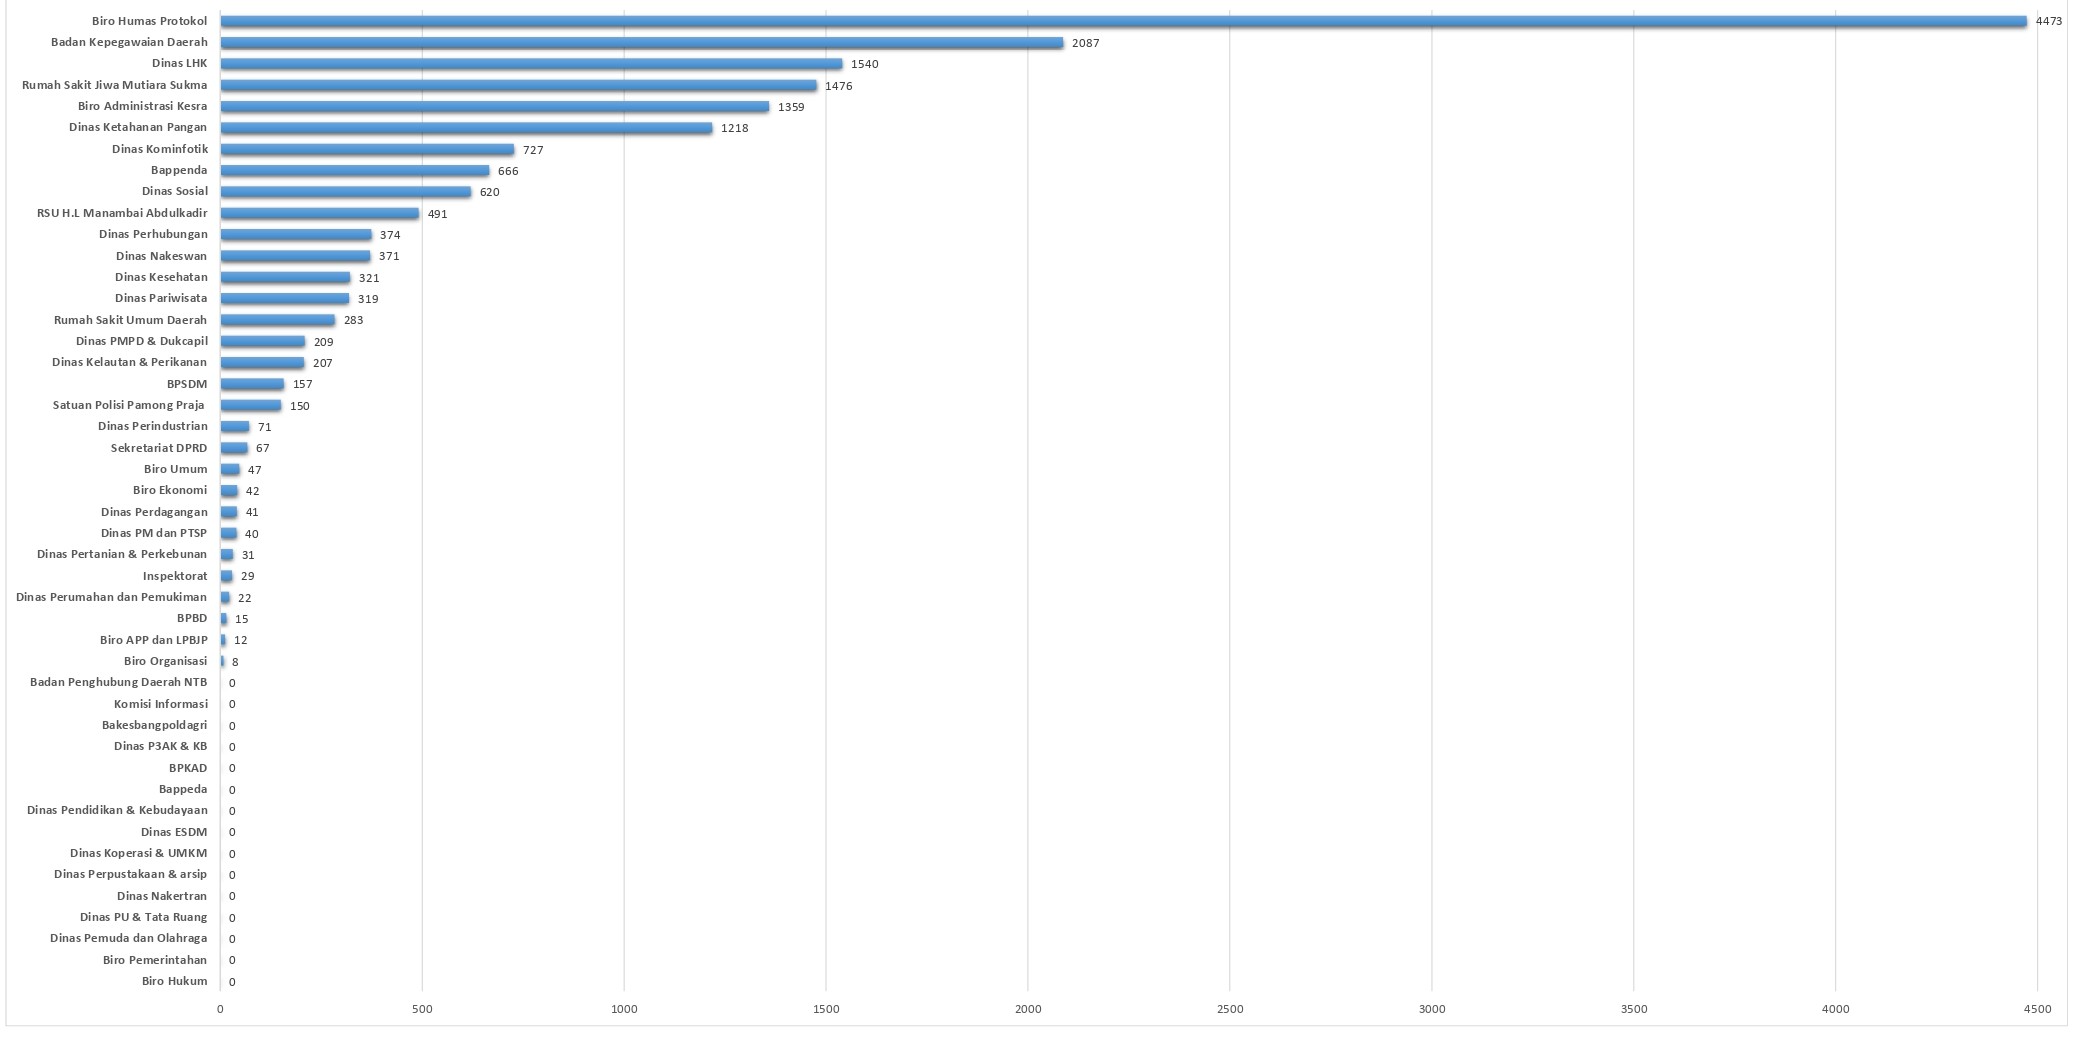 Biro Humas Protokol 4473
Badan Kepegawaian Daerah 2087
Dinas LHK 1540
Rumah Sakit Jiwa Mutiara Sukma 1476
Biro Administrasi Kesra 1359
Dinas Ketahanan Pangan 1218
Dinas Kominfotik 727
Bappenda 666
Dinas Sosial 620
RSU H.L Manambai Abdulkadir 491
Dinas Perhubungan 374
Dinas Nakeswan 371
Dinas Kesehatan 321
Dinas Pariwisata 319
Rumah Sakit Umum Daerah 283
Dinas PMPD & Dukcapil 209
Dinas Kelautan & Perikanan 207
BPSDM 157
Satuan Polisi Pamong Praja 150
Dinas Perindustrian 71
Sekretariat DPRD 67
Biro Umum 47
Biro Ekonomi 42
Dinas Perdagangan 41
Dinas PM dan PTSP 40
Dinas Pertanian & Perkebunan 31
Inspektorat 29
Dinas Perumahan dan Pemukiman 22
BPBD 15
Biro APP dan LPBJP 12
Biro Organisasi 8
Badan Penghubung Daerah NTB 0
Komisi Informasi 0
Bakesbangpoldagri 0
Dinas P3AK & KB 0
BPKAD 0
Bappeda 0
Dinas Pendidikan & Kebudayaan 0
Dinas ESDM 0
Dinas Koperasi & UMKM 0
Dinas Perpustakaan & arsip 0
Dinas Nakertran 0
Dinas PU & Tata Ruang 0
Dinas Pemuda dan Olahraga 0
Biro Pemerintahan 0
Biro Hukum 0
0 500 1000 1500 2000 2500 3000 3500 4000 4500